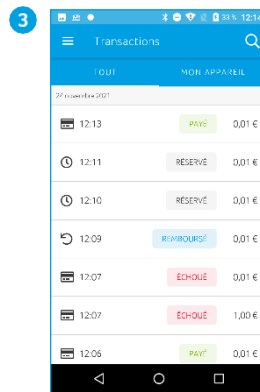 3
33 % 12:14
Transactions
TOUT MON APPAREIL
24 novembre 2021
12:13 PAYÉ 0,01 €
12:11 RÉSERVÉ 0,01 €
12:10 RÉSERVÉ 0,01 €
12:09 REMBOURSÉ 0,01 €
12:07 ÉCHOUÉ 0,01 €
12:07 ÉCHOUÉ 1,00 €
12:06 PAYÉ 0,01 €